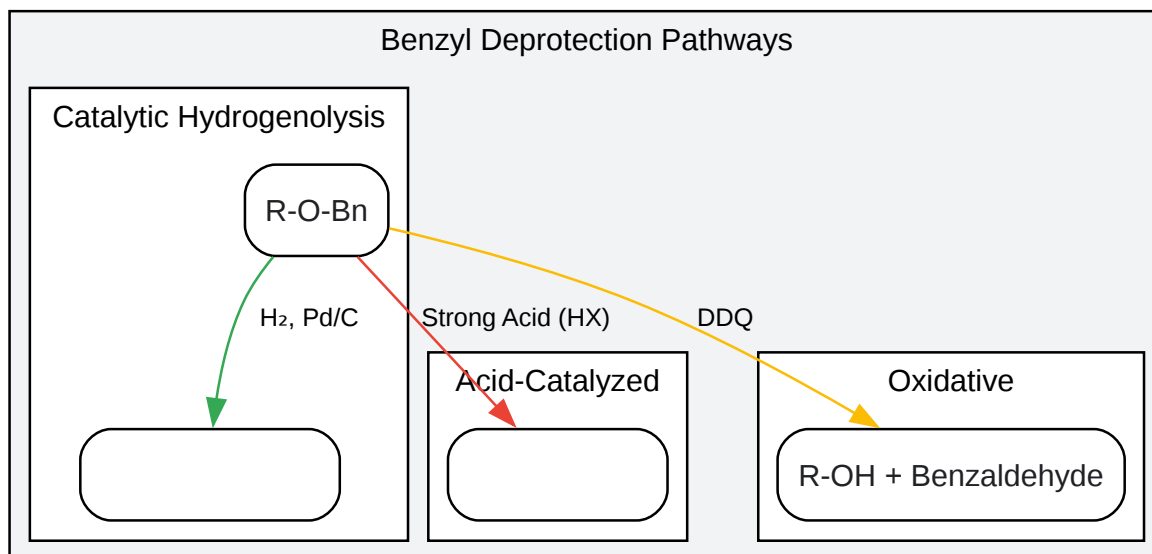 Benzyl Deprotection Pathways
Catalytic Hydrogenolysis
R-O-Bn
H₂, Pd/C
Strong Acid (HX)
DDQ
Acid-Catalyzed
Oxidative
R-OH + Benzaldehyde